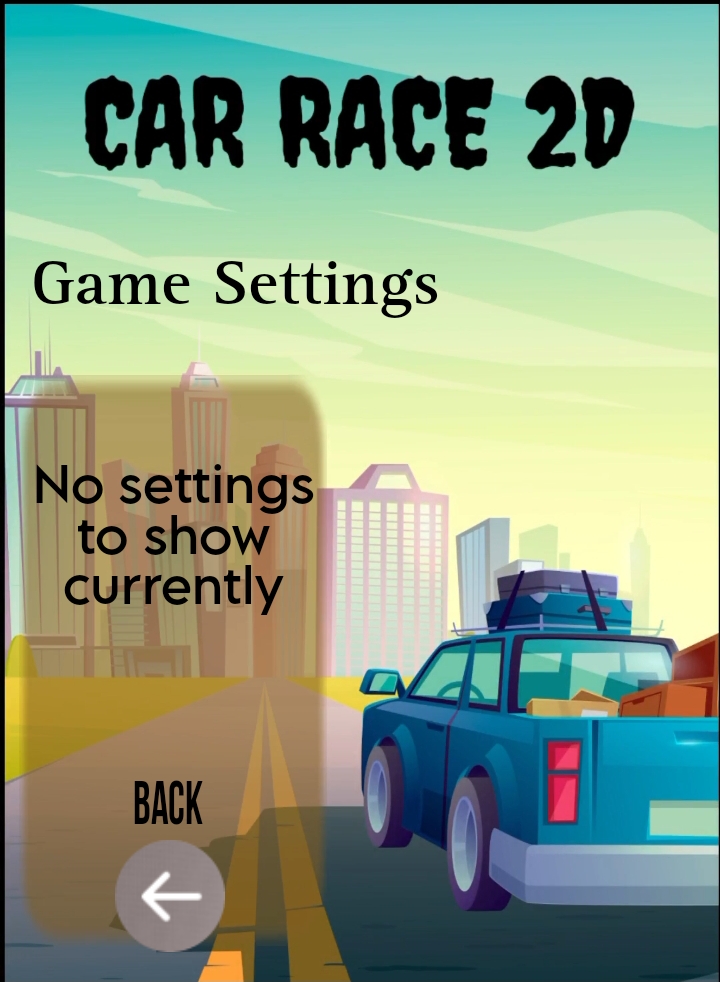 CAR RACE 2D
Game Settings
No settings
to show
currently
BACK